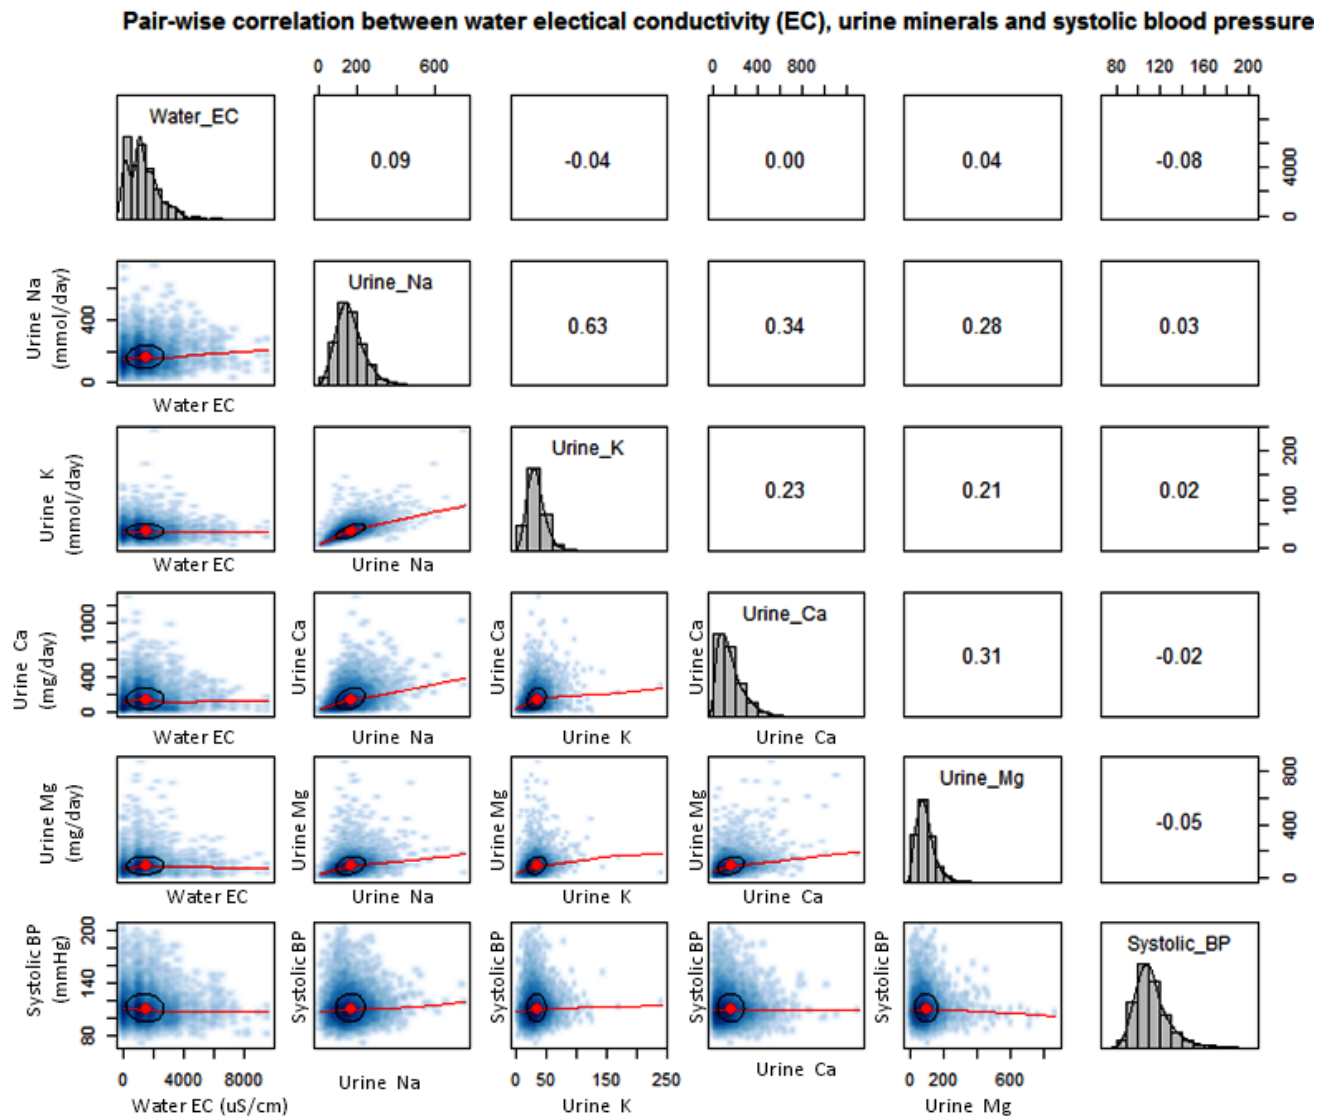 Pair-wise correlation between water electical conductivity (EC), urine minerals and systolic blood pressure
0 200 600
0 400 800
80 120 160 200
Water_EC
0.09
-0.04
0.00
0.04
-0.08
0 4000
Urine Na
(mmol/day)
0 400
Water EC
Urine_Na
0.63
0.34
0.28
0.03
Urine K
(mmol/day)
Water EC
Urine Na
Urine_K
0.23
0.21
0.02
0 100 200
Urine Ca
(mg/day)
0 400 1000
Water EC
Urine Ca
Urine Na
Urine Ca
Urine K
Urine Ca
Urine_Ca
Urine Ca
0.31
-0.02
Urine Mg
(mg/day)
Water EC
Urine Mg
Urine Na
Urine Mg
Urine K
Urine Mg
Urine Ca
Urine_Mg
-0.05
0 400 800
Systolic BP
(mmHg)
80 140 200
0 4000 8000
Water EC (uS/cm)
Systolic BP
Urine Na
Systolic BP
0 50 150 250
Urine K
Systolic BP
Urine Ca
Systolic BP
0 200 600
Urine Mg
Systolic_BP